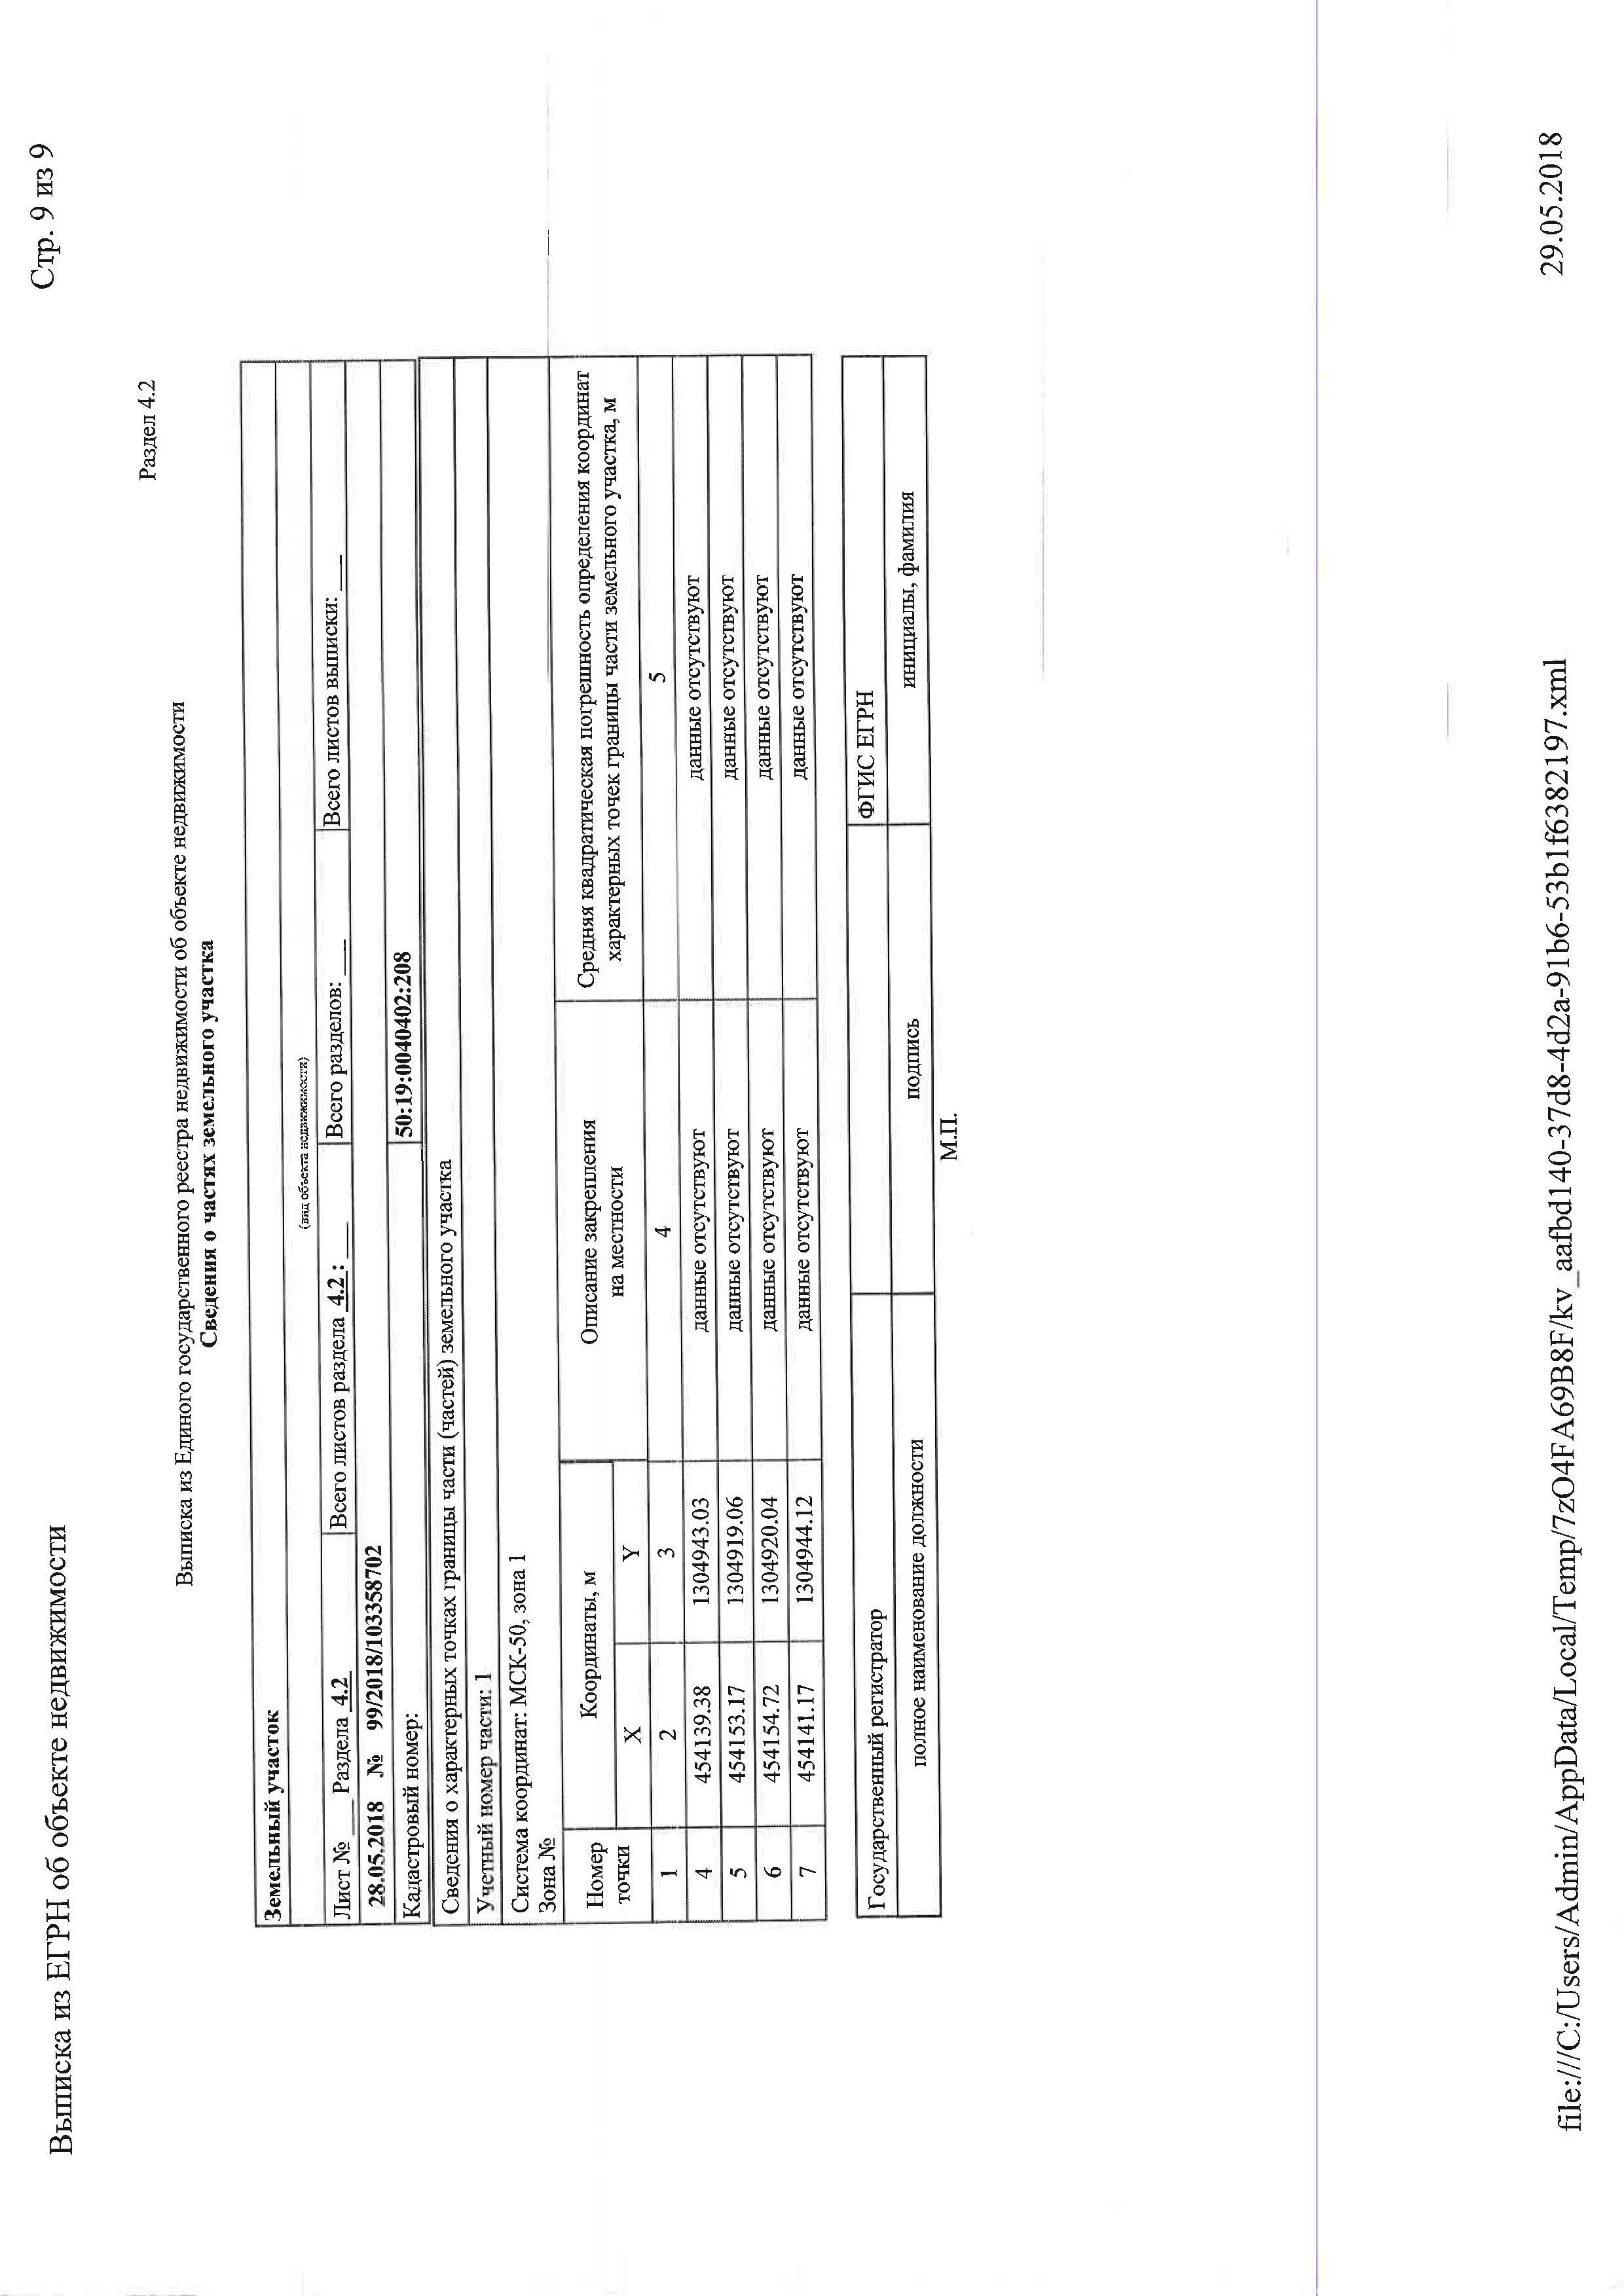 Выписка из ЕГРН об объекте недвижимости
Стр. 9 из 9
Раздел 4.2
Выписка из Единого государственного реестра недвижимости об объекте недвижимости
Сведения о частях земельного участка
Земельный участок
(вид объекта недвижимости)
Лист № ___ Раздела 4.2 Всего листов раздела 4.2 : ___ Всего разделов: ___ Всего листов выписки: ___
28.05.2018 № 99/2018/103358702
Кадастровый номер: 50:19:0040402:208
Сведения о характерных точках границы части (частей) земельного участка
Учетный номер части: 1
Система координат: МСК-50, зона 1
Зона №
Номер точки Координаты, м Описание закрепления на местности Средняя квадратическая погрешность определения координат характерных точек границы части земельного участка, м
X Y
1 2 3 4 5
4 454139.38 1304943.03 данные отсутствуют данные отсутствуют
5 454153.17 1304919.06 данные отсутствуют данные отсутствуют
6 454154.72 1304920.04 данные отсутствуют данные отсутствуют
7 454141.17 1304944.12 данные отсутствуют данные отсутствуют
Государственный регистратор ФГИС ЕГРН
полное наименование должности подпись инициалы, фамилия
М.П.
file:///C:/Users/Admin/AppData/Local/Temp/7zO4FA69B8F/kv_aafbd140-37d8-4d2a-91b6-53b1f6382197.xml
29.05.2018